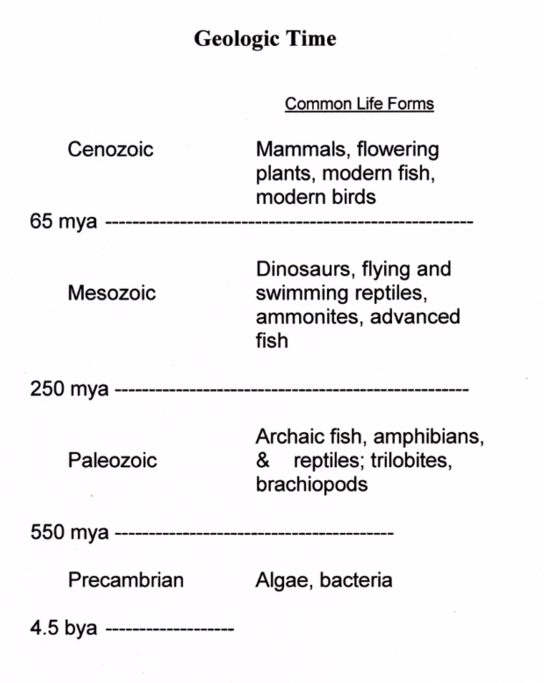 Geologic Time
Common Life Forms
Cenozoic Mammals, flowering
plants, modern fish,
modern birds
65 mya ------------------------------------------------------
Mesozoic Dinosaurs, flying and
swimming reptiles,
ammonites, advanced
fish
250 mya ----------------------------------------------------
Paleozoic Archaic fish, amphibians,
& reptiles; trilobites,
brachiopods
550 mya -----------------------------------------
Precambrian Algae, bacteria
4.5 bya -------------------